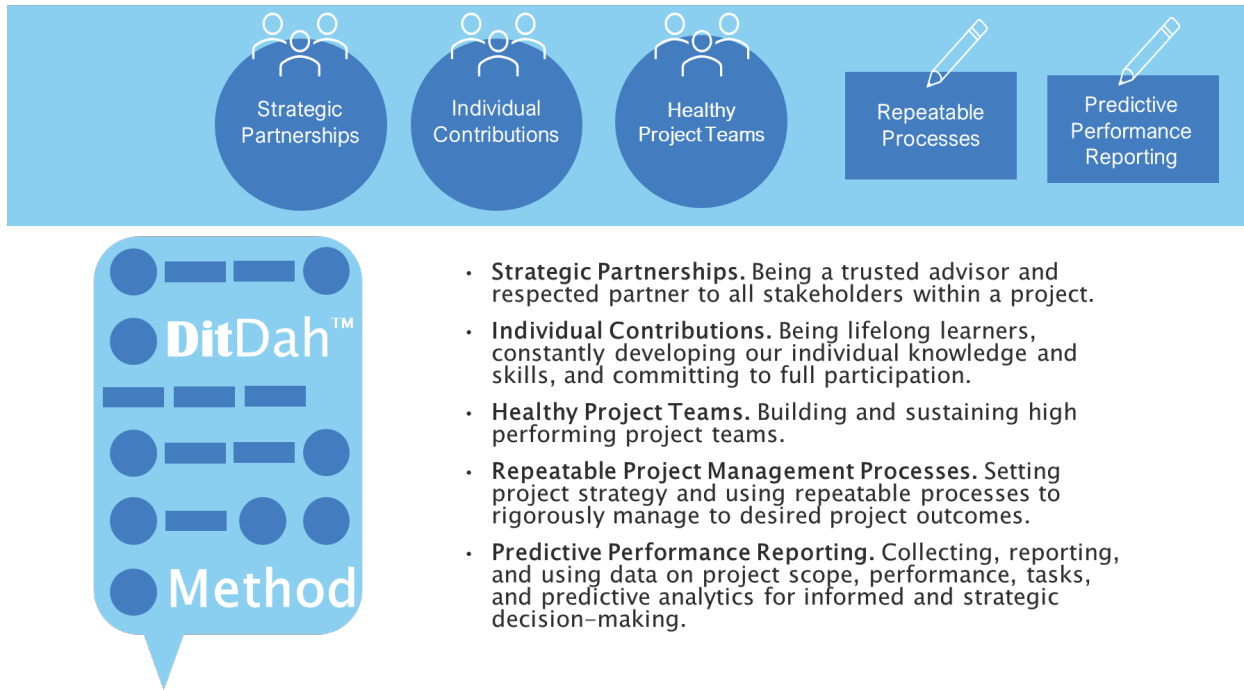 Strategic
Partnerships
Individual
Contributions
Healthy
Project Teams
Repeatable
Processes
Predictive
Performance
Reporting
DitDah™
Method
• Strategic Partnerships. Being a trusted advisor and
respected partner to all stakeholders within a project.
• Individual Contributions. Being lifelong learners,
constantly developing our individual knowledge and
skills, and committing to full participation.
• Healthy Project Teams. Building and sustaining high
performing project teams.
• Repeatable Project Management Processes. Setting
project strategy and using repeatable processes to
rigorously manage to desired project outcomes.
• Predictive Performance Reporting. Collecting, reporting,
and using data on project scope, performance, tasks,
and predictive analytics for informed and strategic
decision-making.